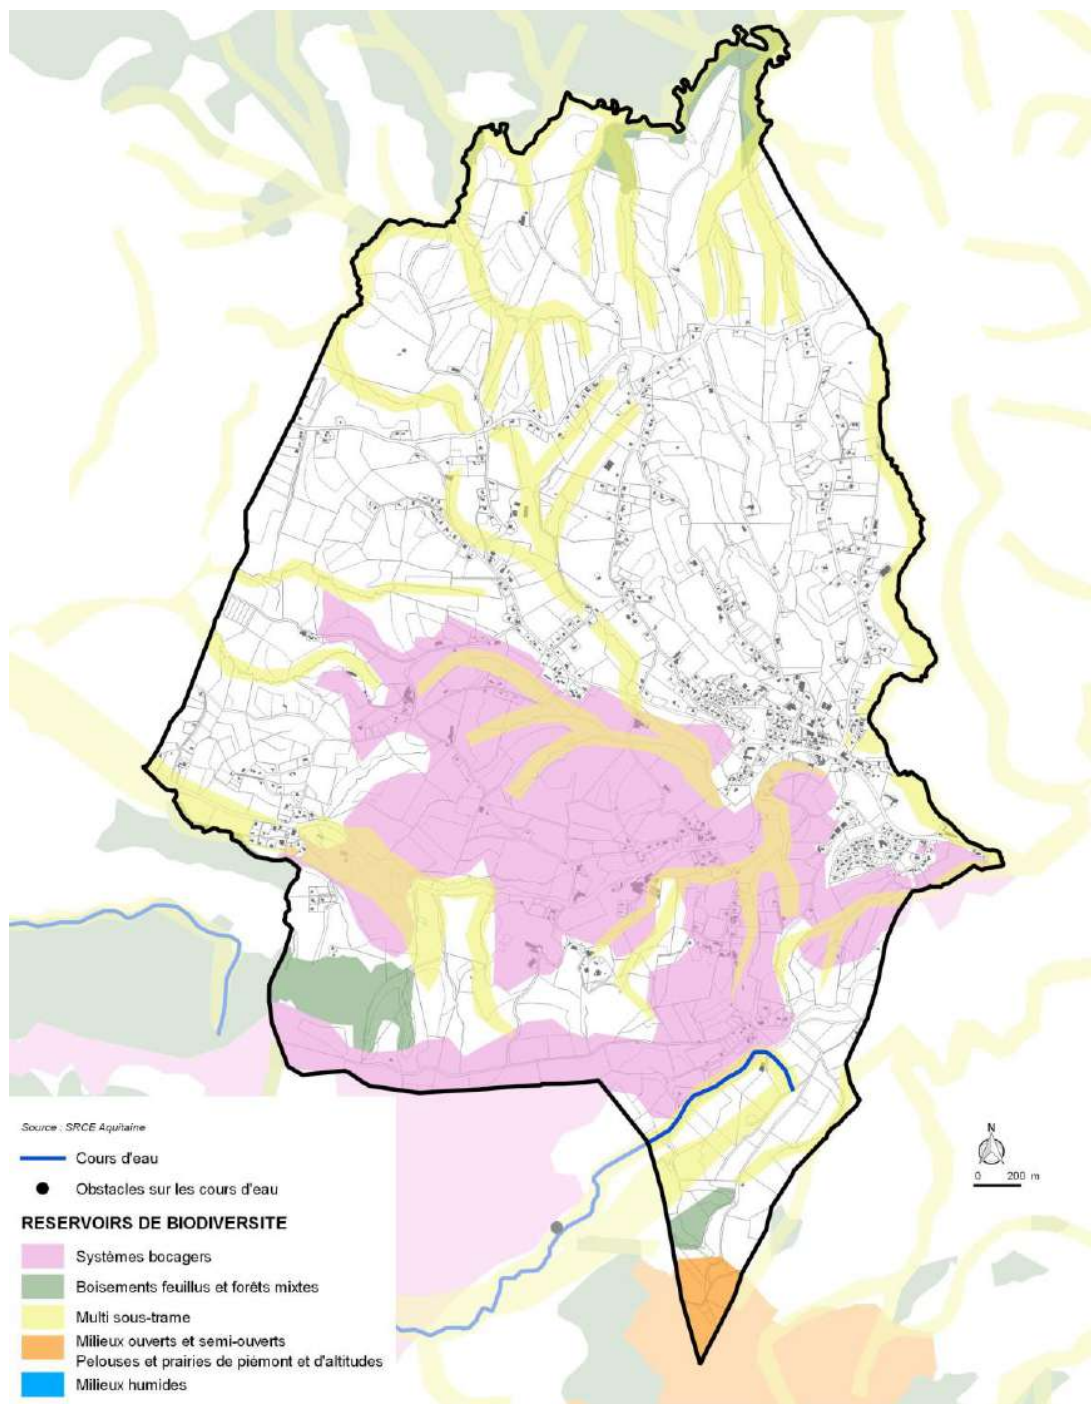 Source : SRCE Aquitaine
Cours d'eau
Obstacles sur les cours d'eau
RESERVOIRS DE BIODIVERSITE
Systèmes bocagers
Boisements feuillus et forêts mixtes
Multi sous-trame
Milieux ouverts et semi-ouverts
Pelouses et prairies de piémont et d'altitudes
Milieux humides
N
0 200 m